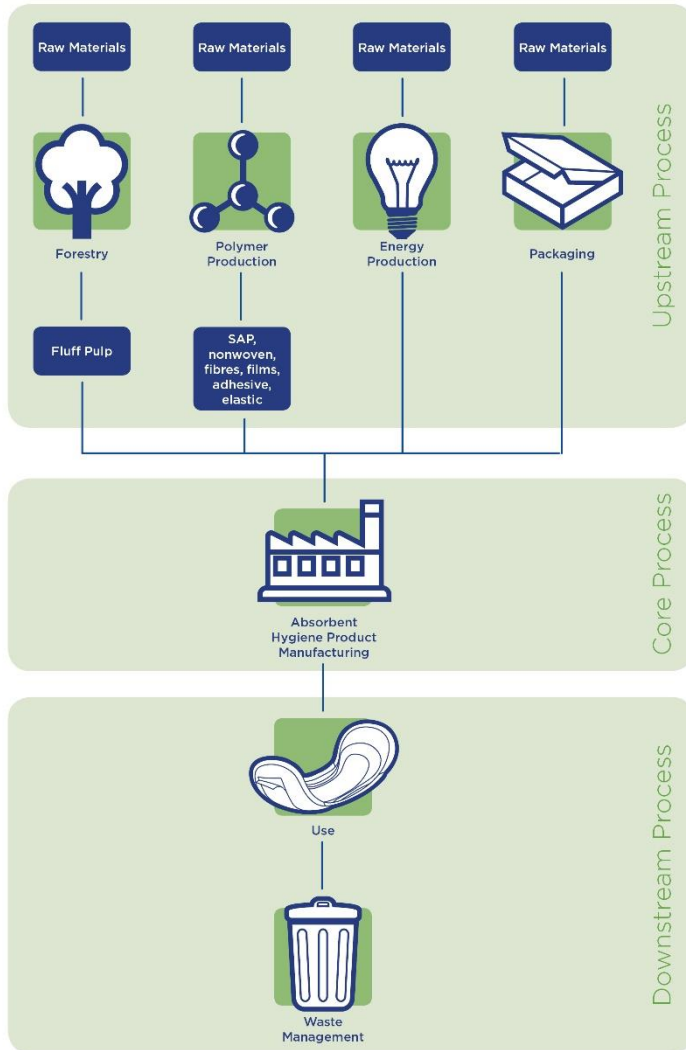 Raw Materials
Raw Materials
Raw Materials
Raw Materials
Forestry
Polymer
Production
Energy
Production
Packaging
Fluff Pulp
SAP,
nonwoven,
fibres, films,
adhesive,
elastic
Upstream Process
Absorbent
Hygiene Product
Manufacturing
Core Process
Use
Waste
Management
Downstream Process